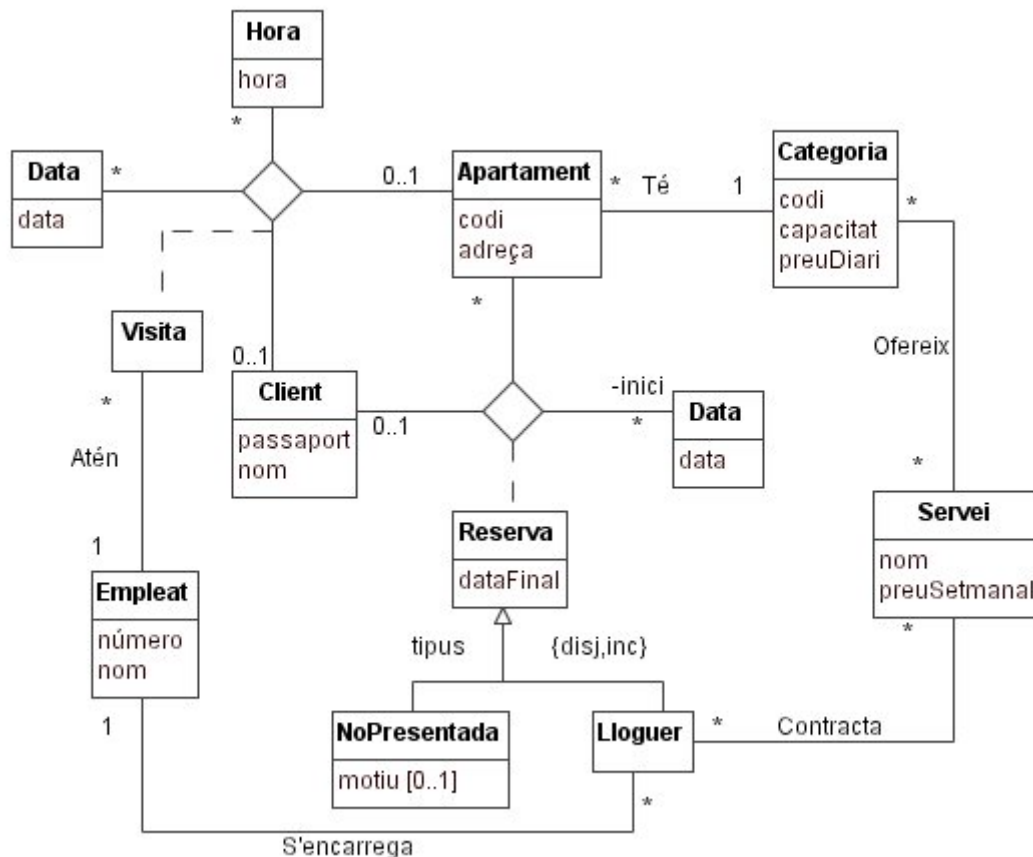 Hora
hora
*
Data
*
data
0..1
Apartament
codi
adreça
*
Té
1
Categoria
codi
capacitat
preuDiari
*
*
Visita
*
0..1
Client
passaport
nom
0..1
-inici
*
Data
data
Ofereix
*
Atén
1
Reserva
dataFinal
Servei
nom
preuSetmanal
*
Empleat
número
nom
1
tipus
{disj,inc}
NoPresentada
motiu [0..1]
Lloguer
*
Contracta
*
S'encarrega